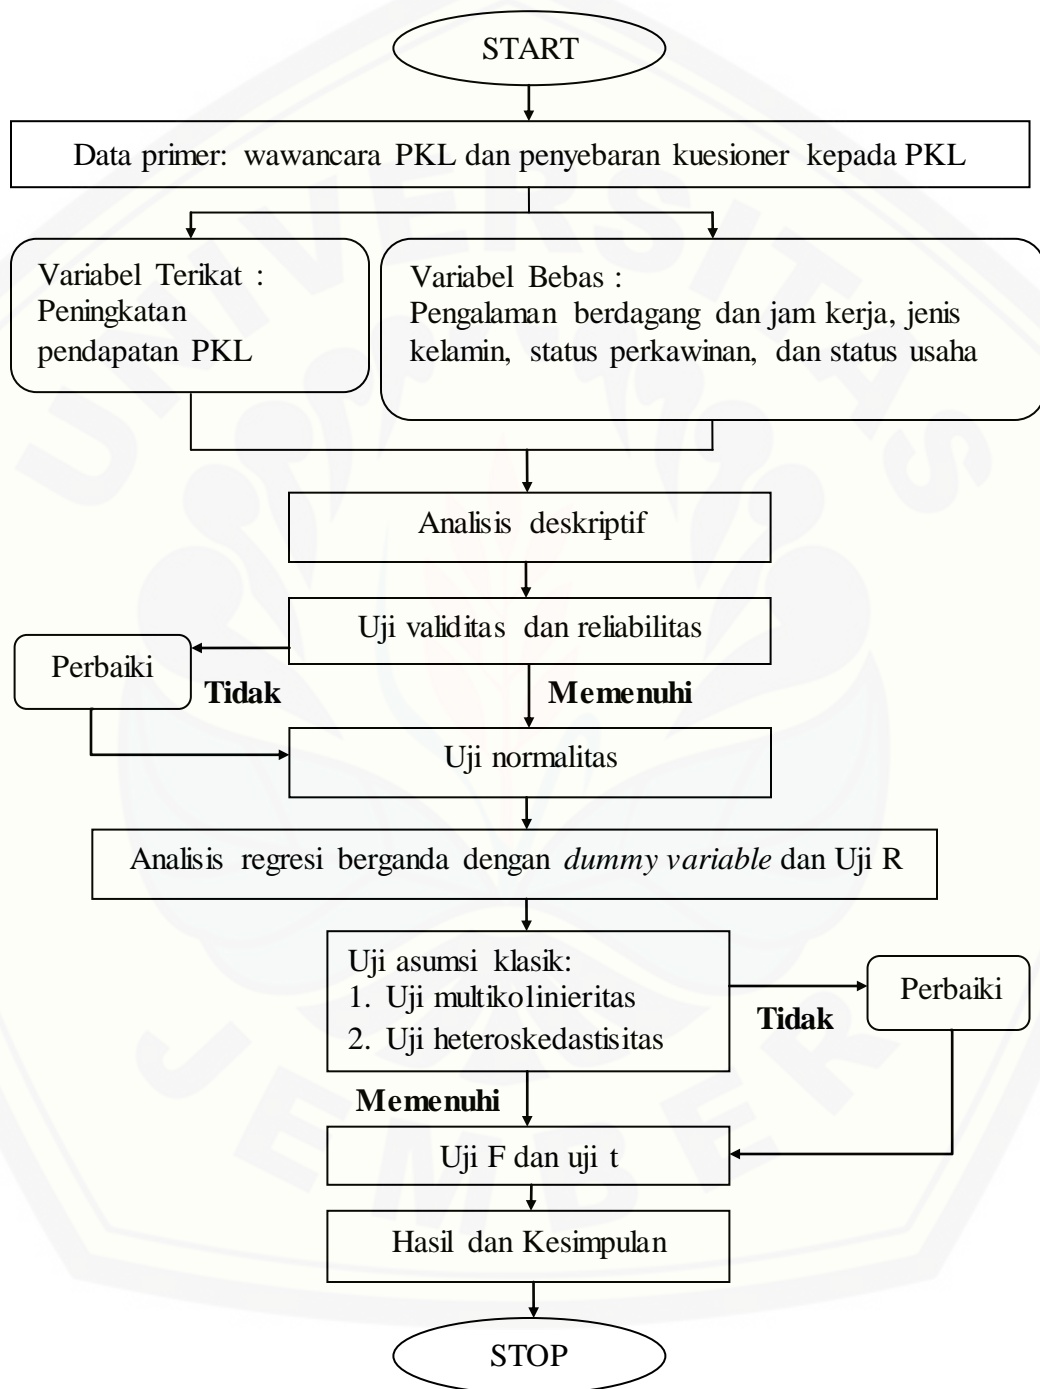 START
Data primer: wawancara PKL dan penyebaran kuesioner kepada PKL
Variabel Terikat :
Peningkatan
pendapatan PKL
Variabel Bebas :
Pengalaman berdagang dan jam kerja, jenis
kelamin, status perkawinan, dan status usaha
Analisis deskriptif
Uji validitas dan reliabilitas
Perbaiki
Tidak
Memenuhi
Uji normalitas
Analisis regresi berganda dengan dummy variable dan Uji R
Uji asumsi klasik:
1. Uji multikolinieritas
2. Uji heteroskedastisitas
Perbaiki
Tidak
Memenuhi
Uji F dan uji t
Hasil dan Kesimpulan
STOP
UNIVERSITAS
JEMBER